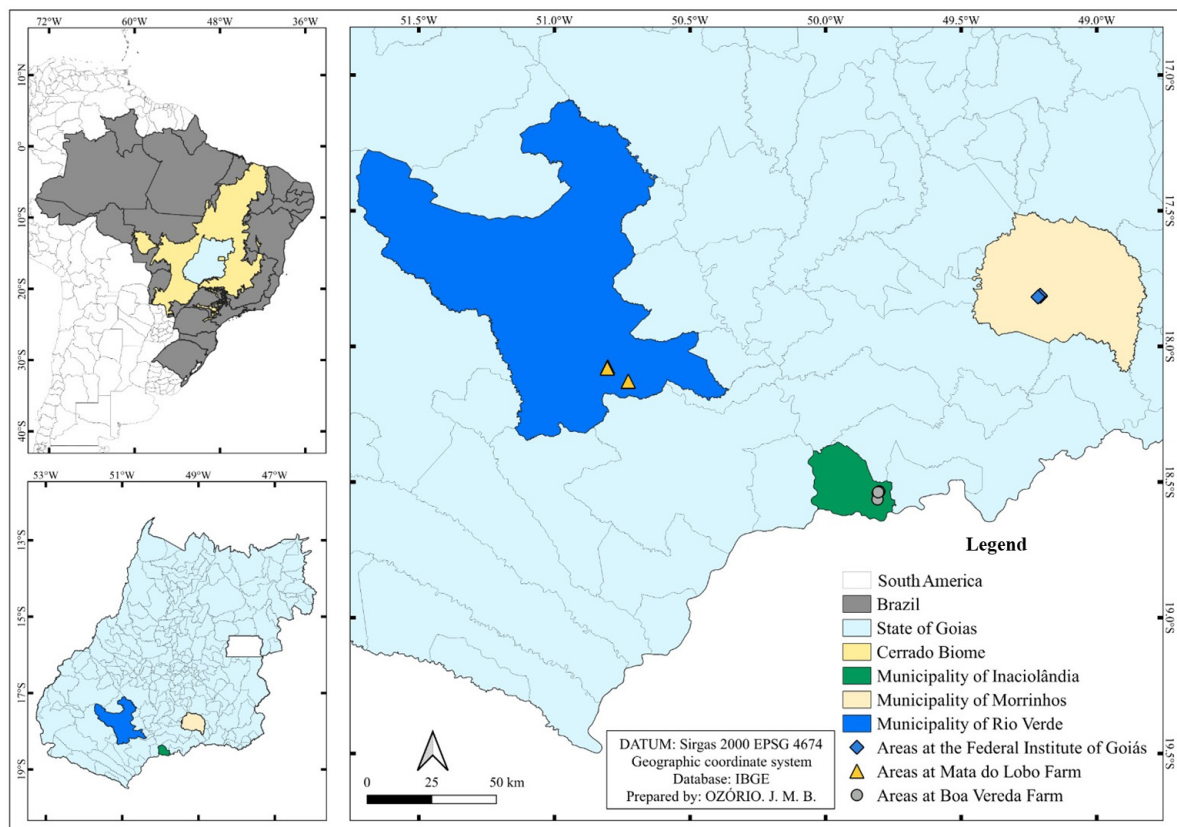 72°W
60°W
48°W
36°W
10°N
0°
10°S
20°S
30°S
40°S
53°W
51°W
49°W
47°W
13°S
15°S
17°S
19°S
51.5°W
51.0°W
50.5°W
50.0°W
49.5°W
49.0°W
17.0°S
17.5°S
18.0°S
18.5°S
19.0°S
19.5°S
Legend
South America
Brazil
State of Goias
Cerrado Biome
Municipality of Inaciolândia
Municipality of Morrinhos
Municipality of Rio Verde
Areas at the Federal Institute of Goiás
Areas at Mata do Lobo Farm
Areas at Boa Vereda Farm
0 25 50 km
DATUM: Sirgas 2000 EPSG 4674
Geographic coordinate system
Database: IBGE
Prepared by: OZÓRIO. J. M. B.